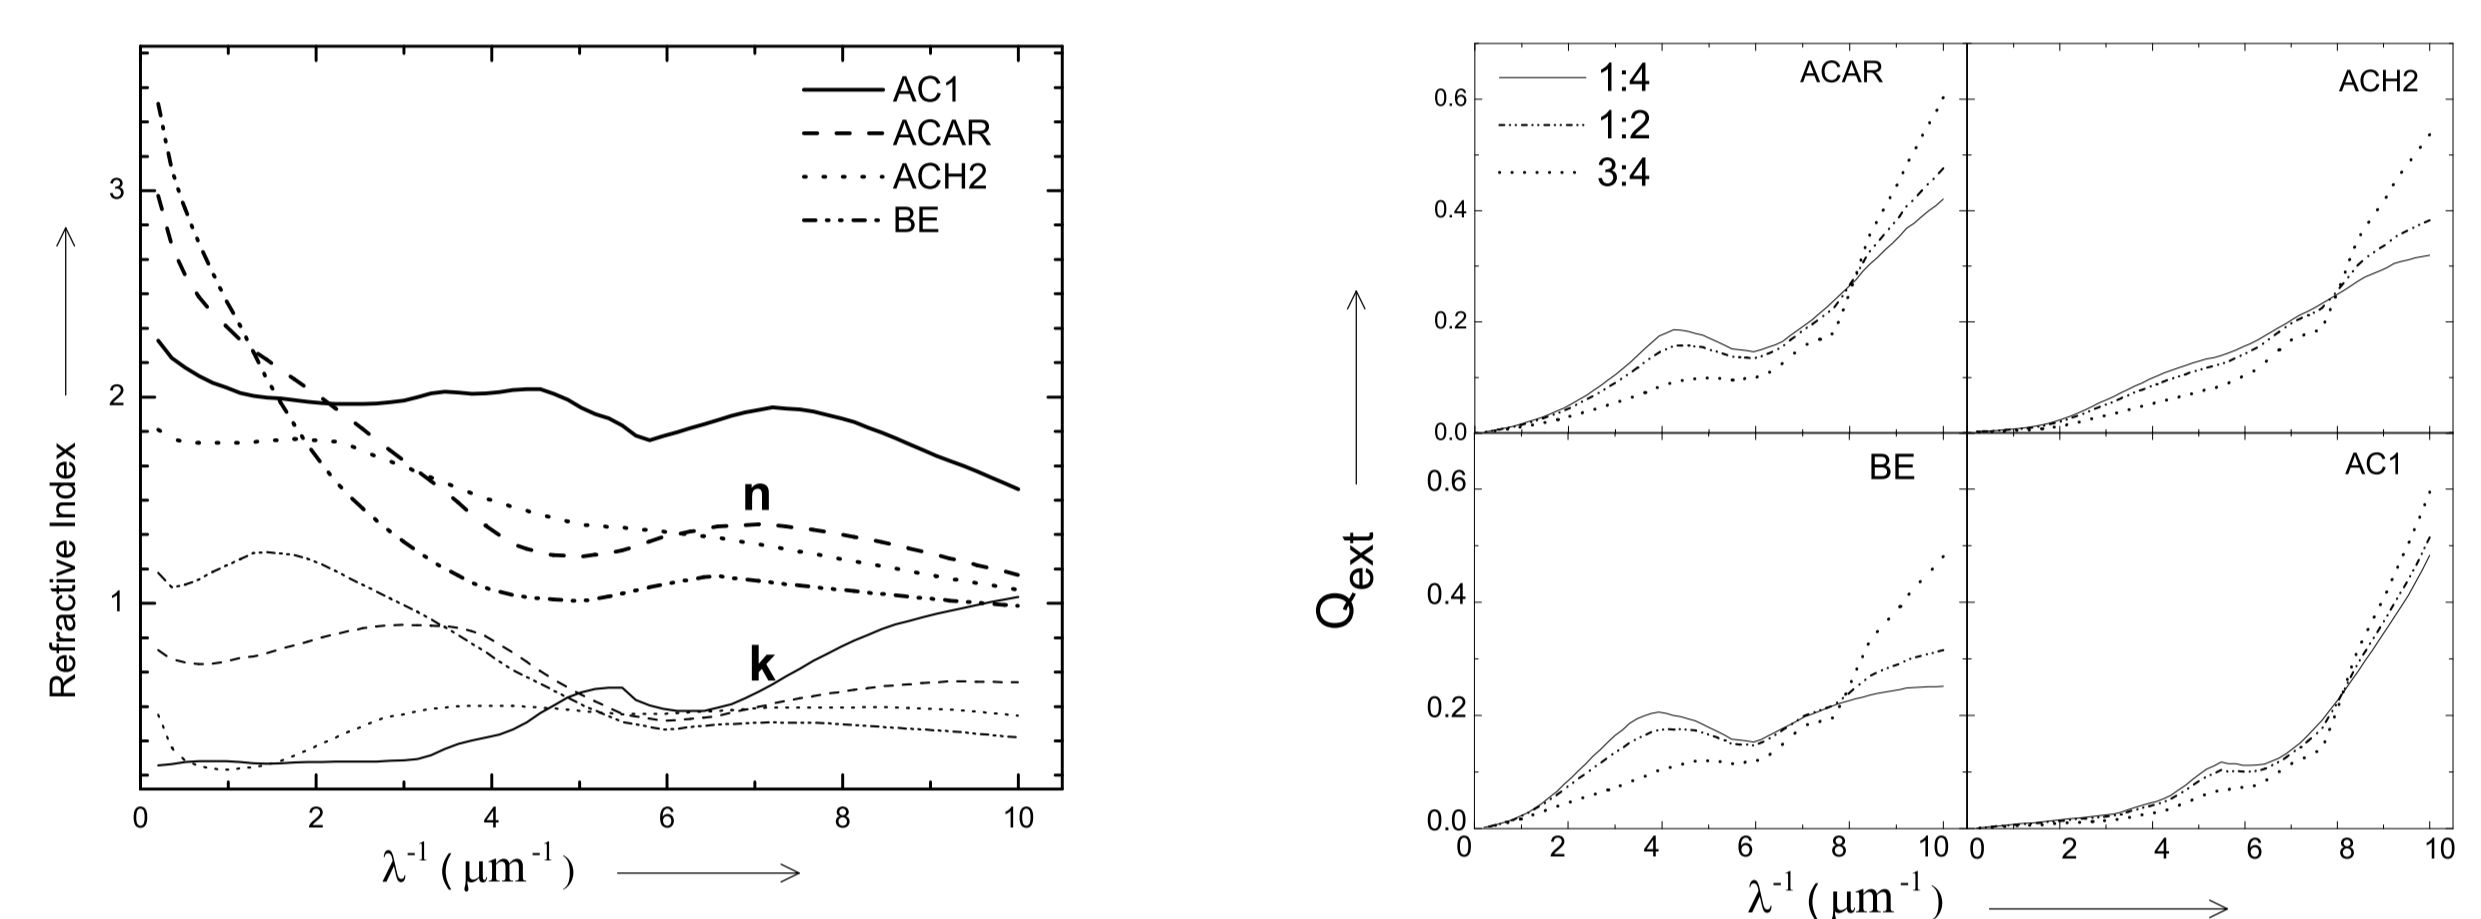 AC1
ACAR
ACH2
BE
3
2
1
n
k
Refractive Index
0 2 4 6 8 10
λ⁻¹ (μm⁻¹)
1:4
1:2
3:4
ACAR
ACH2
0.6
0.4
0.2
0.0
BE
AC1
0.6
0.4
0.2
0.0
Qext
0 2 4 6 8 10
0 2 4 6 8 10
λ⁻¹ (μm⁻¹)